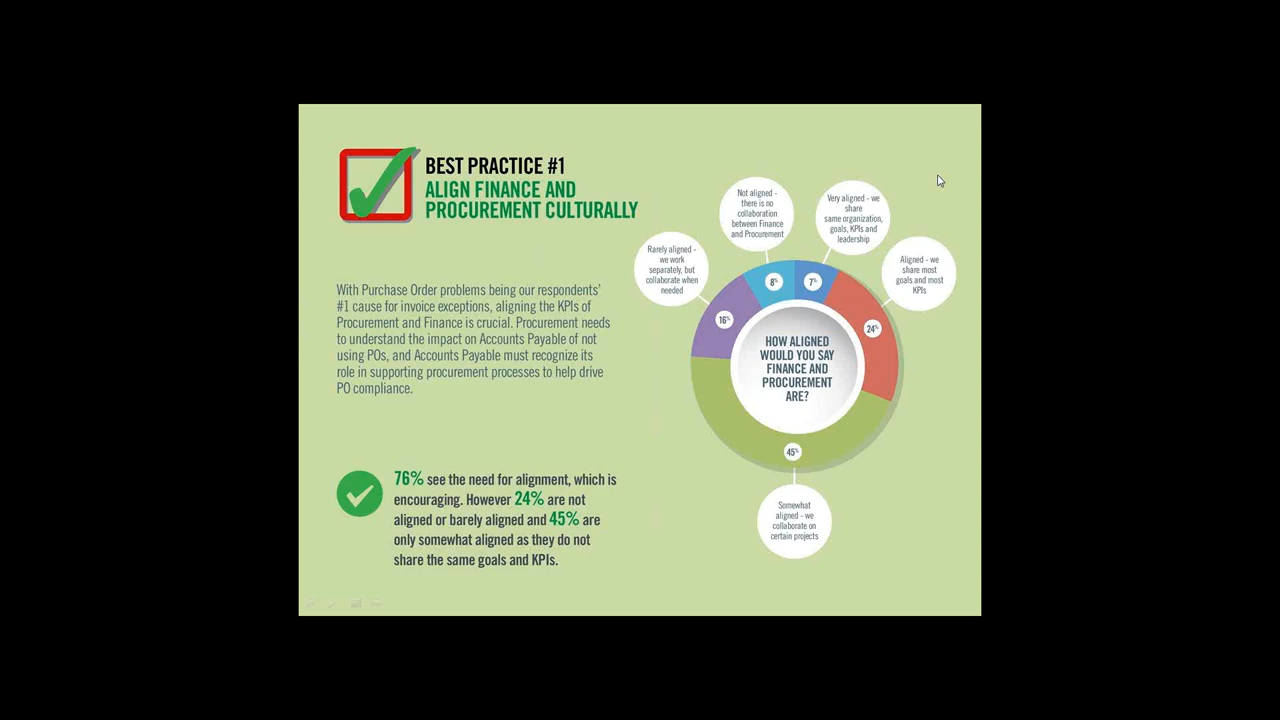 BEST PRACTICE #1
ALIGN FINANCE AND
PROCUREMENT CULTURALLY
With Purchase Order problems being our respondents'
#1 cause for invoice exceptions, aligning the KPIs of
Procurement and Finance is crucial. Procurement needs
to understand the impact on Accounts Payable of not
using POs, and Accounts Payable must recognize its
role in supporting procurement processes to help drive
PO compliance.
76% see the need for alignment, which is
encouraging. However 24% are not
aligned or barely aligned and 45% are
only somewhat aligned as they do not
share the same goals and KPIs.
Not aligned -
there is no
collaboration
between Finance
and Procurement
Very aligned - we
share
same organization,
goals, KPIs and
leadership
Rarely aligned -
we work
separately, but
collaborate when
needed
Aligned - we
share most
goals and most
KPIs
8%
7%
16%
24%
HOW ALIGNED
WOULD YOU SAY
FINANCE AND
PROCUREMENT
ARE?
45%
Somewhat
aligned - we
collaborate on
certain projects